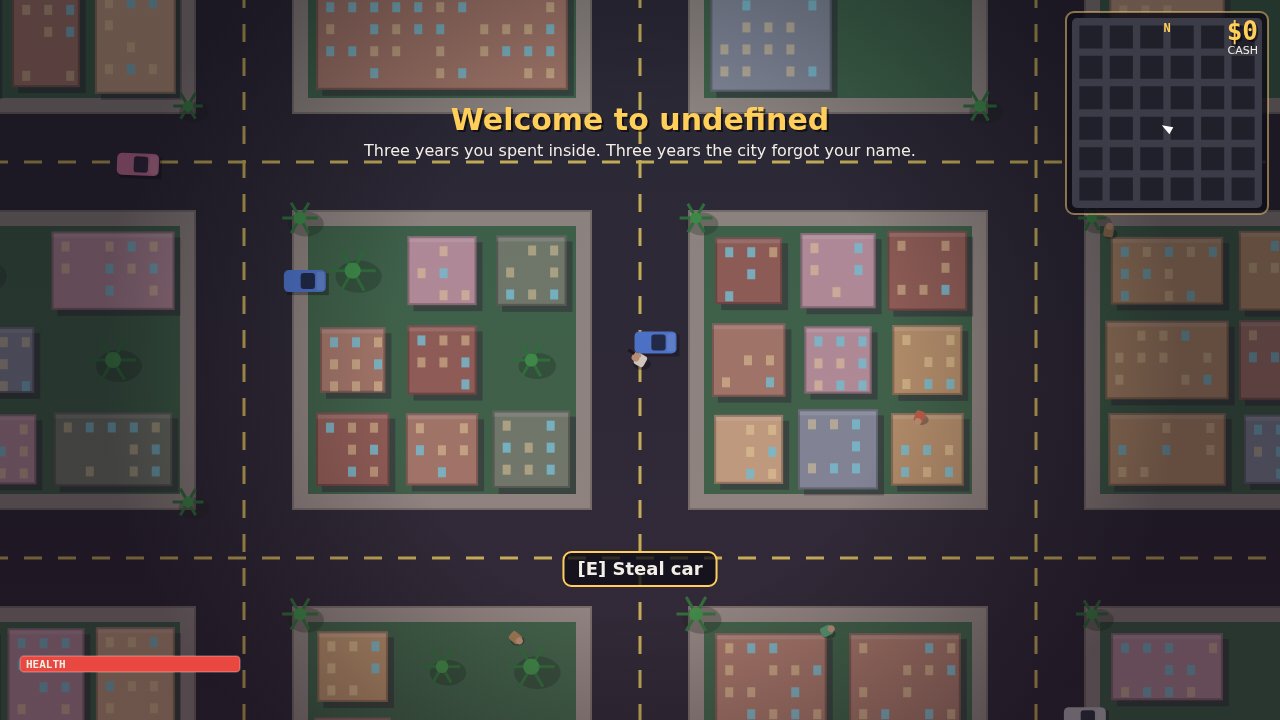 N
$0
CASH
Welcome to undefined
Three years you spent inside. Three years the city forgot your name.
[E] Steal car
HEALTH